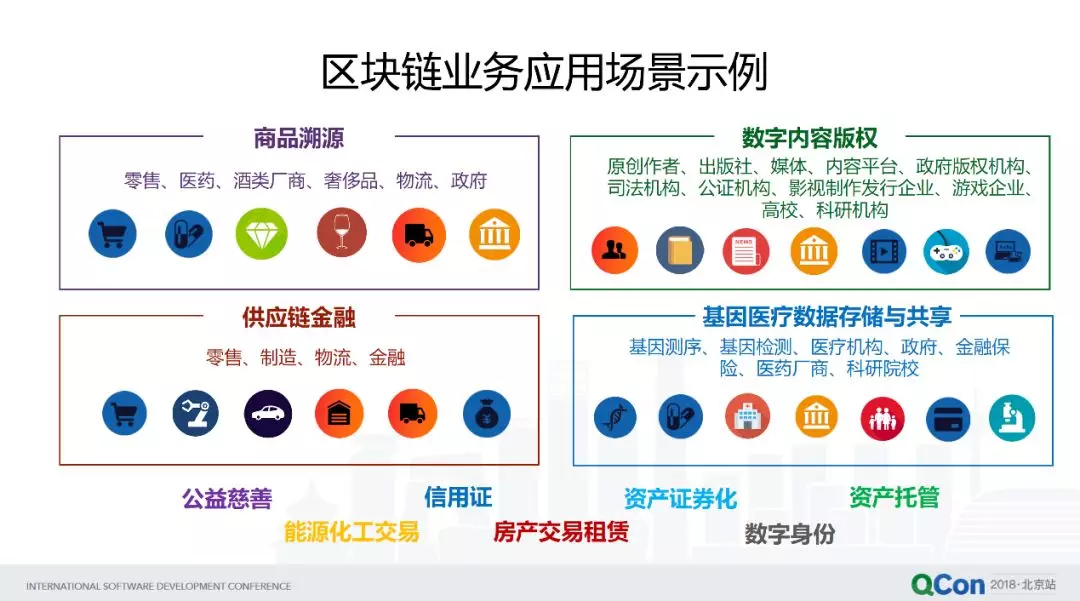 区块链业务应用场景示例
商品溯源
零售、医药、酒类厂商、奢侈品、物流、政府
数字内容版权
原创作者、出版社、媒体、内容平台、政府版权机构、
司法机构、公证机构、影视制作发行企业、游戏企业、
高校、科研机构
NEWS
供应链金融
零售、制造、物流、金融
基因医疗数据存储与共享
基因测序、基因检测、医疗机构、政府、金融保
险、医药厂商、科研院校
公益慈善
信用证
资产证券化
资产托管
能源化工交易
房产交易租赁
数字身份
INTERNATIONAL SOFTWARE DEVELOPMENT CONFERENCE
QCon 2018·北京站